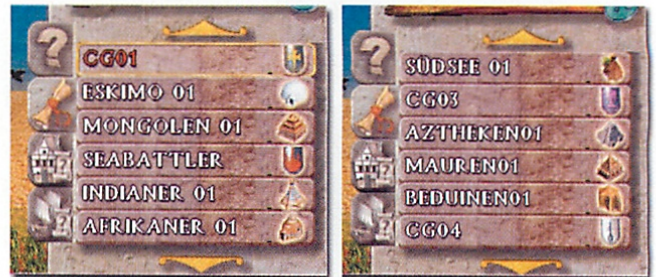 CG01
ESKIMO 01
MONGOLEN 01
SEABATTLER
INDIANER 01
AFRIKANER 01
SÜDSEE 01
CG03
AZTHEKEN01
MAUREN01
BEDUINEN01
CG04